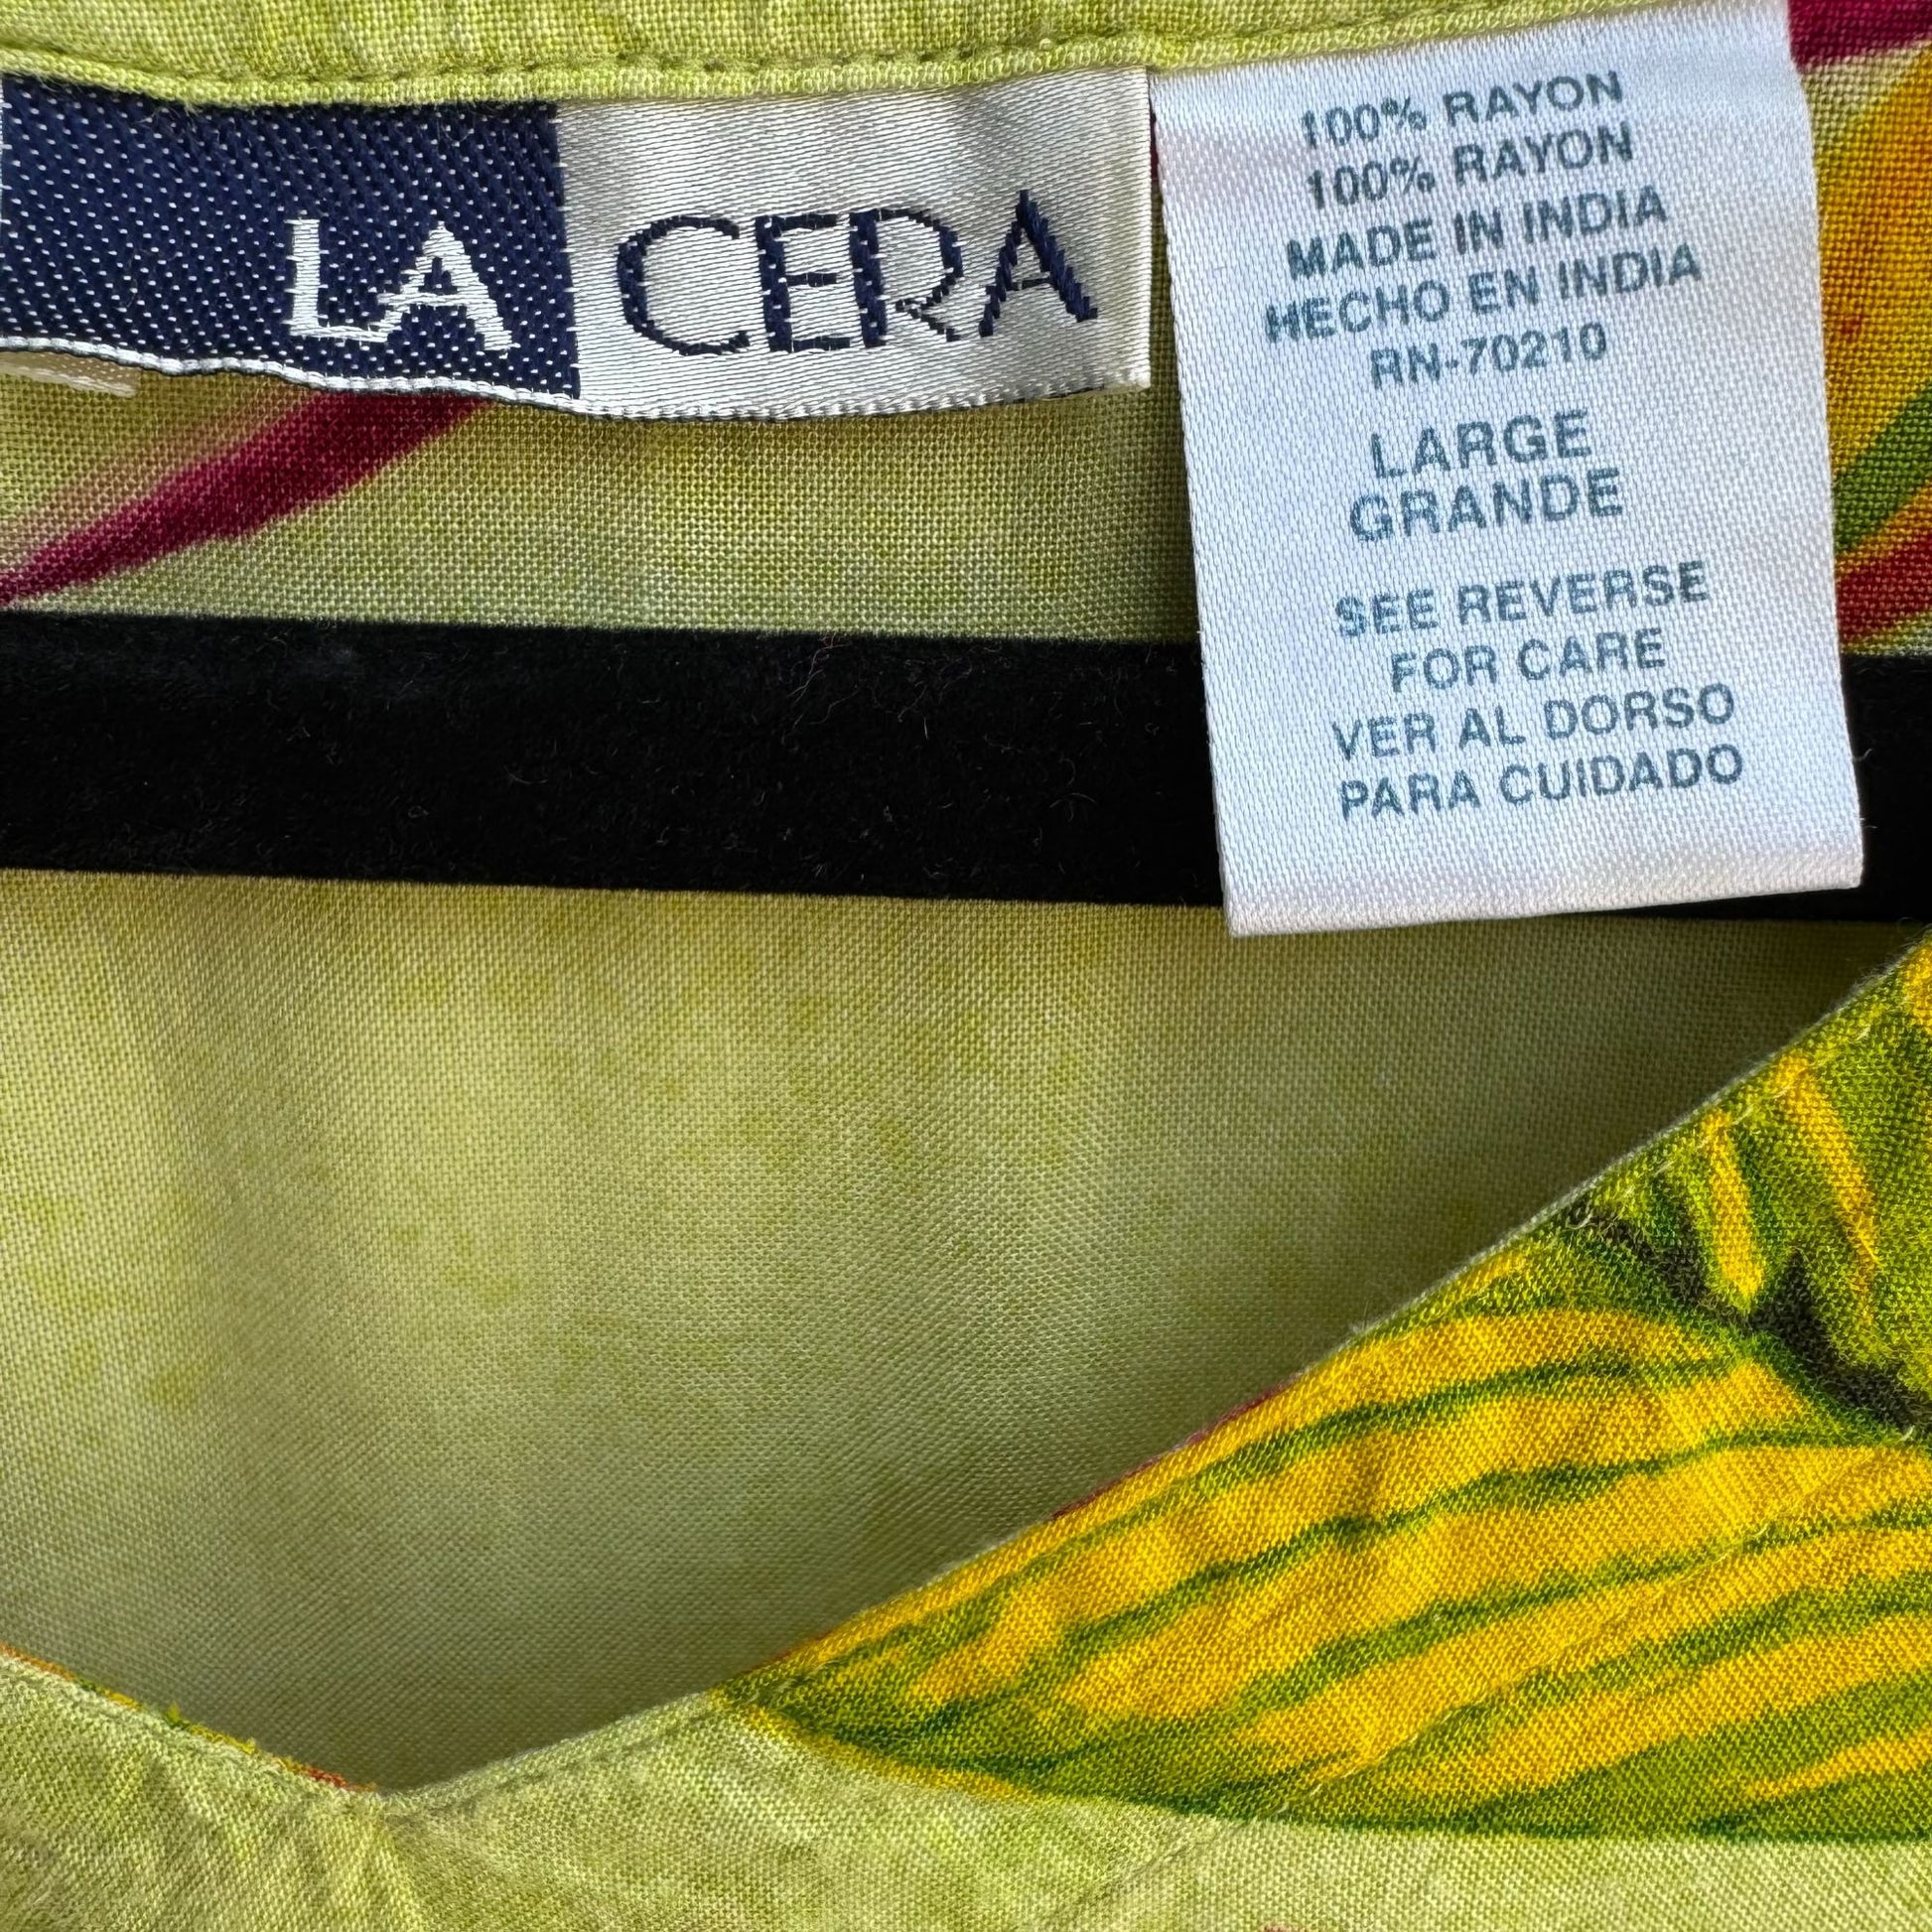 LA CERA
100% RAYON
100% RAYON
MADE IN INDIA
HECHO EN INDIA
RN-70210
LARGE
GRANDE
SEE REVERSE
FOR CARE
VER AL DORSO
PARA CUIDADO